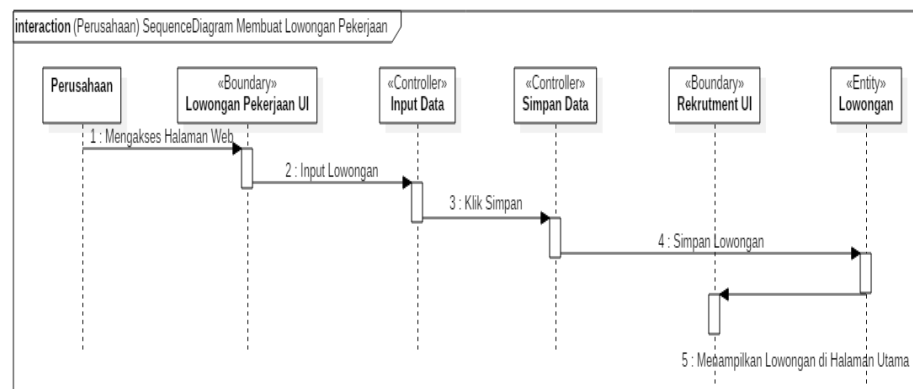 interaction (Perusahaan) SequenceDiagram Membuat Lowongan Pekerjaan
Perusahaan
«Boundary»
Lowongan Pekerjaan UI
«Controller»
Input Data
«Controller»
Simpan Data
«Boundary»
Rekrutment UI
«Entity»
Lowongan
1 : Mengakses Halaman Web
2 : Input Lowongan
3 : Klik Simpan
4 : Simpan Lowongan
5 : Menampilkan Lowongan di Halaman Utama